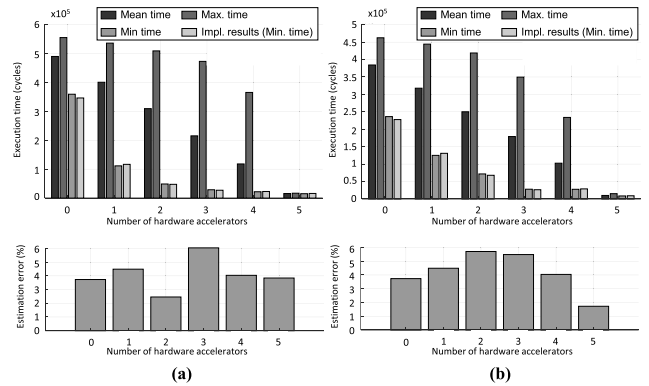 x10⁵
Mean time
Max. time
Min time
Impl. results (Min. time)
Execution time (cycles)
6
5
4
3
2
1
0
0 1 2 3 4 5
Number of hardware accelerators
Estimation error (%)
6
5
4
3
2
1
0
0 1 2 3 4 5
Number of hardware accelerators
(a)
x10⁵
Mean time
Max. time
Min time
Impl. results (Min. time)
Execution time (cycles)
5
4.5
3.5
3
2.5
2
1.5
1
0.5
0
0 1 2 3 4 5
Number of hardware accelerators
Estimation error (%)
6
5
4
3
2
1
0
0 1 2 3 4 5
Number of hardware accelerators
(b)